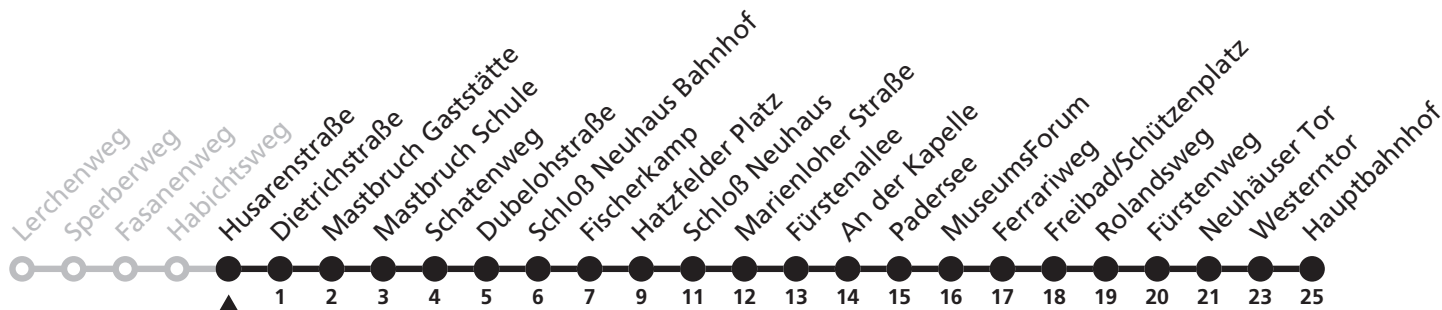 Lerchenweg
Sperberweg
Fasanenweg
Habichtsweg
Husarenstraße
Dietrichstraße
Mastbruch Gaststätte
Mastbruch Schule
Schatenweg
Dubelohstraße
Schloß Neuhaus Bahnhof
Fischerkamp
Hatzfelder Platz
Schloß Neuhaus
Marienloher Straße
Fürstenallee
An der Kapelle
Padersee
MuseumsForum
Ferrariweg
Freibad/Schützenplatz
Rolandsweg
Fürstenweg
Neuhäuser Tor
Westerntor
Hauptbahnhof
1 2 3 4 5 6 7 9 11 12 13 14 15 16 17 18 19 20 21 23 25